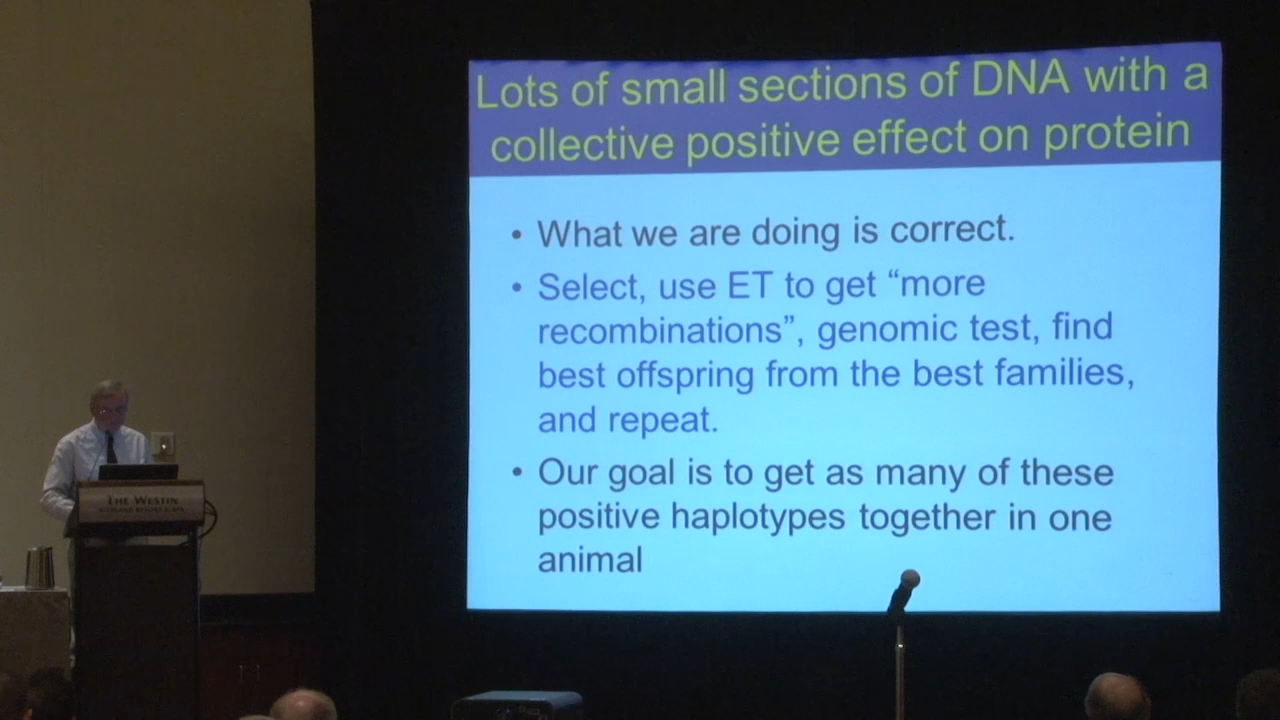 Lots of small sections of DNA with a
collective positive effect on protein
• What we are doing is correct.
• Select, use ET to get “more
recombinations”, genomic test, find
best offspring from the best families,
and repeat.
• Our goal is to get as many of these
positive haplotypes together in one
animal
THE WESTIN